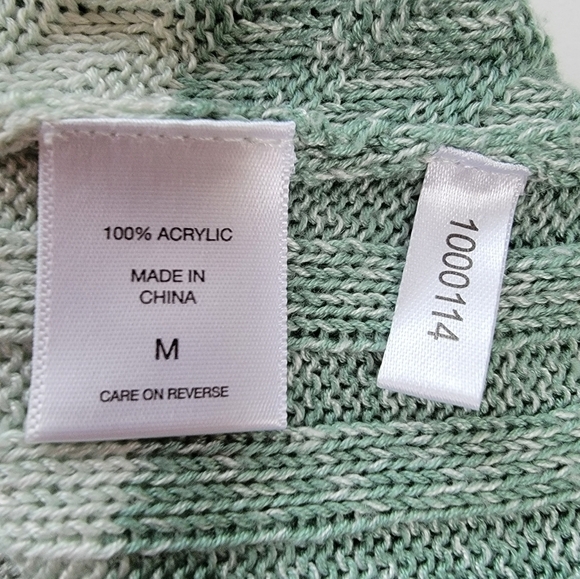 100% ACRYLIC
MADE IN
CHINA
M
CARE ON REVERSE
1000114